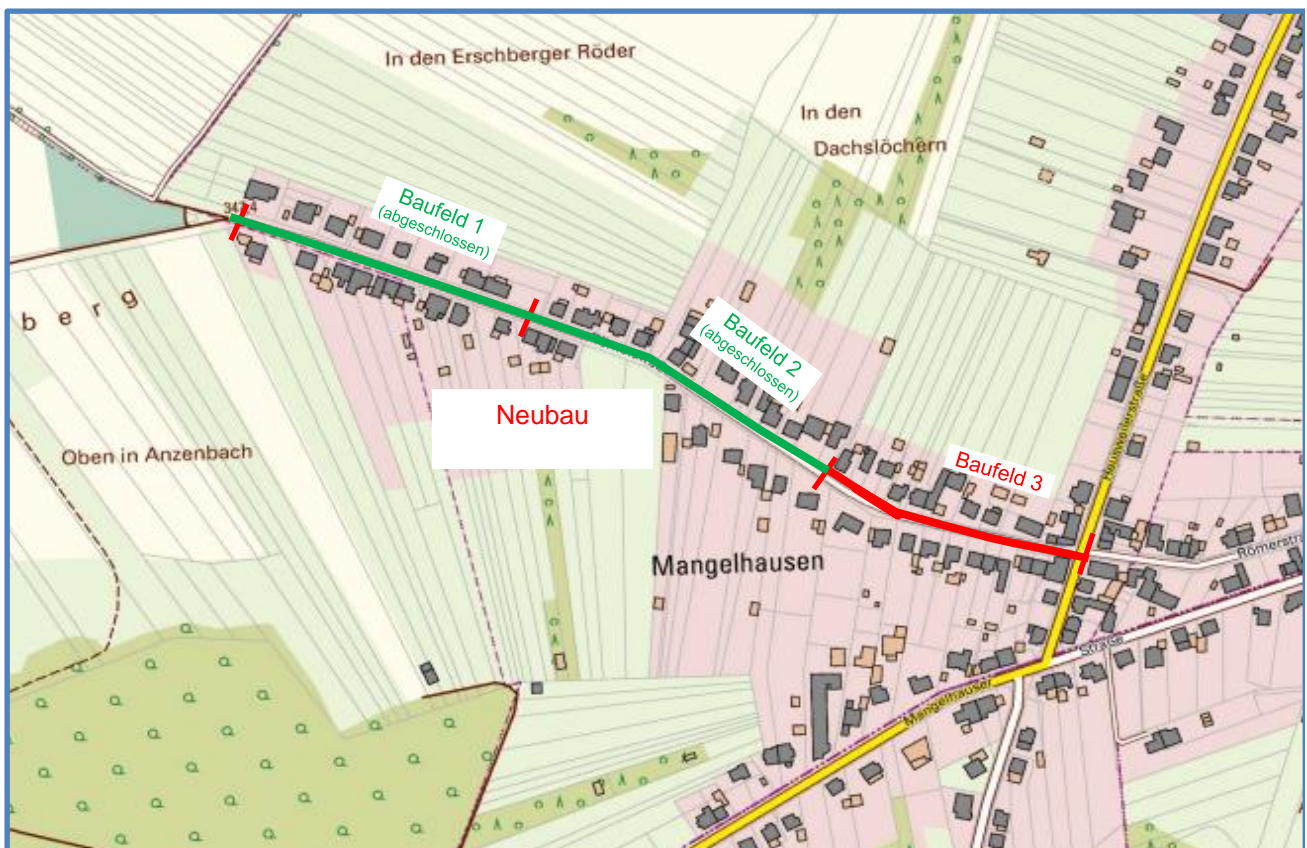 In den Erschberger Röder
In den
Dachslöchern
Baufeld 1
(abgeschlossen)
Baufeld 2
(abgeschlossen)
b e r g
Neubau
Heusweilerstraße
Oben in Anzenbach
Baufeld 3
Mangelhausen
Römerstr
Straße
Mangelhauser